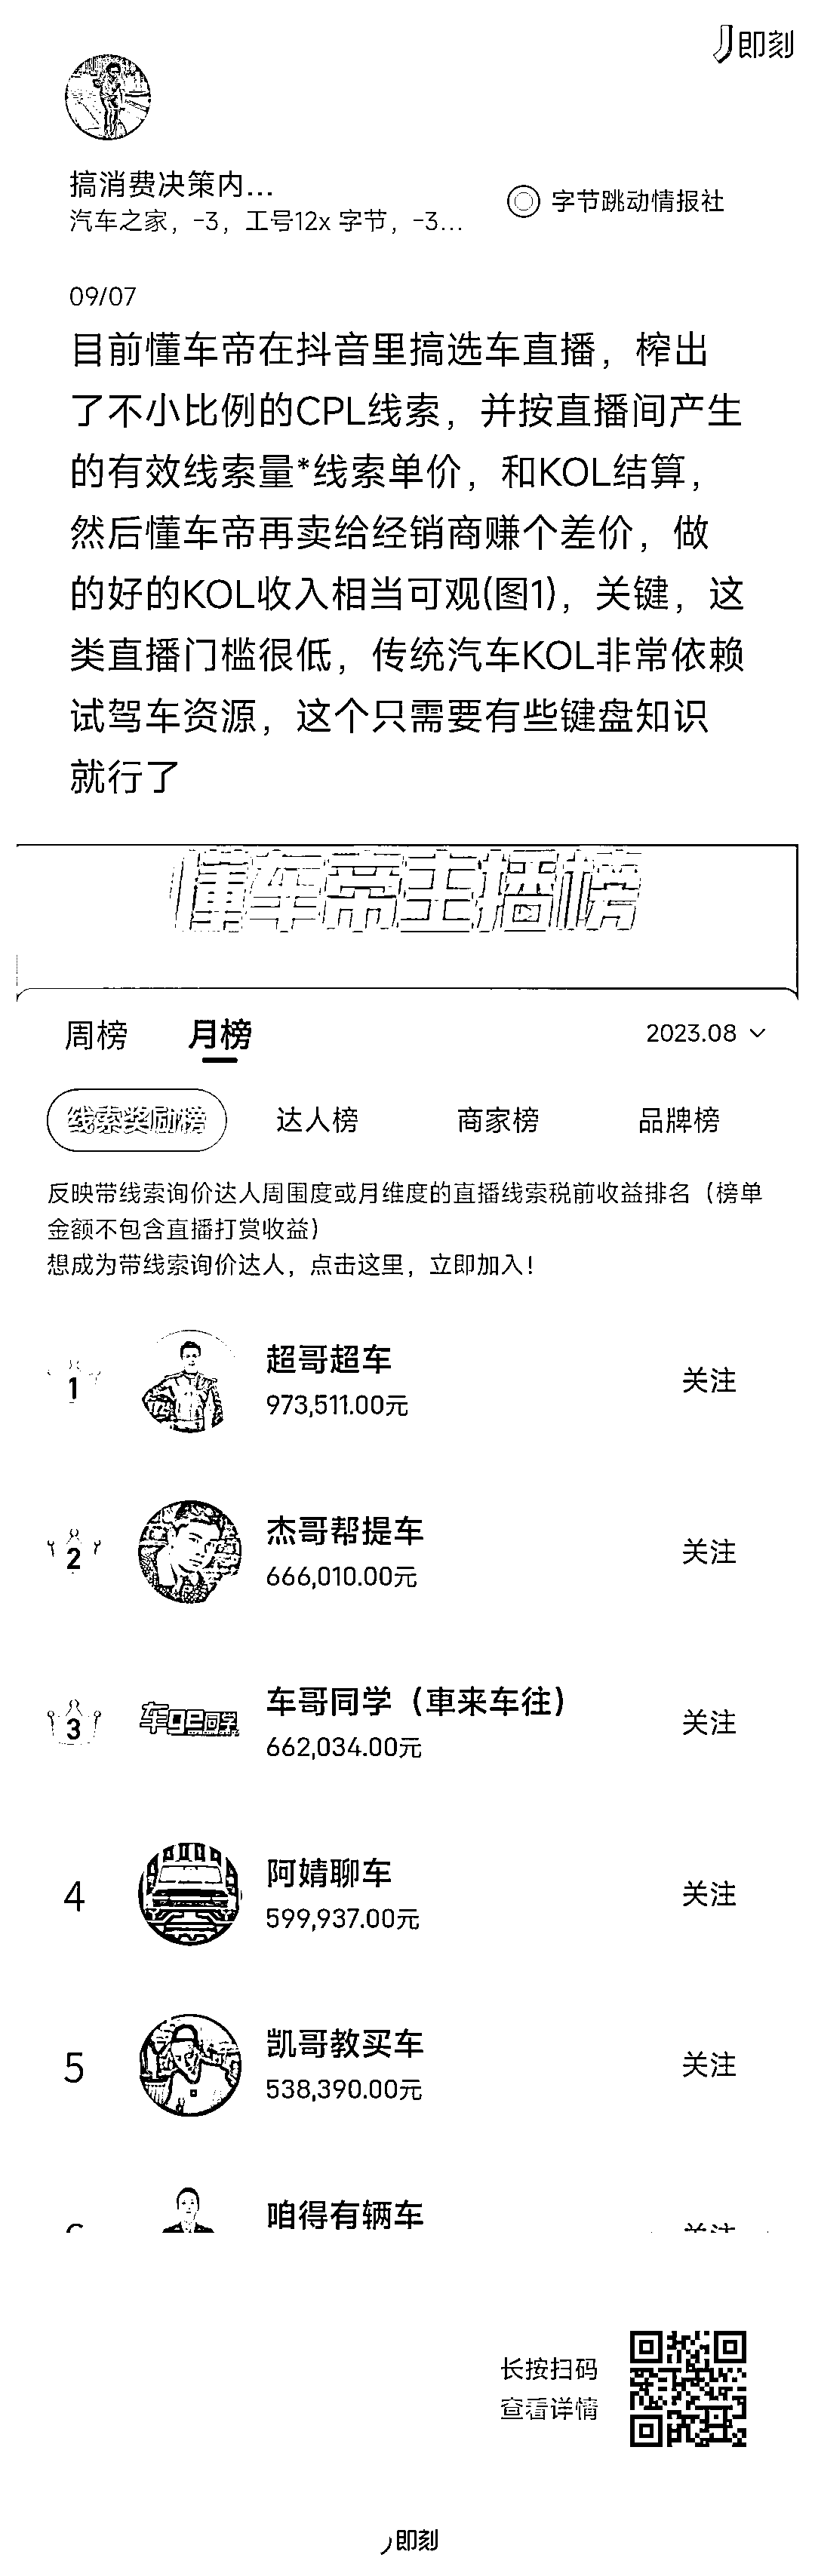 即刻
搞消费决策内...
汽车之家，-3，工号12x 字节，-3...
字节跳动情报社
09/07
目前懂车帝在抖音里搞选车直播，榨出
了不小比例的CPL线索，并按直播间产生
的有效线索量*线索单价，和KOL结算，
然后懂车帝再卖给经销商赚个差价，做
的好的KOL收入相当可观(图1)，关键，这
类直播门槛很低，传统汽车KOL非常依赖
试驾车资源，这个只需要有些键盘知识
就行了
懂车帝主播榜
周榜 月榜 2023.08
线索奖励榜 达人榜 商家榜 品牌榜
反映带线索询价达人周围度或月维度的直播线索税前收益排名（榜单
金额不包含直播打赏收益）
想成为带线索询价达人，点击这里，立即加入！
1 超哥超车 关注
973,511.00元
2 杰哥帮提车 关注
666,010.00元
3 车ge同学 车哥同学（車来车往） 关注
662,034.00元
4 阿婧聊车 关注
599,937.00元
5 凯哥教买车 关注
538,390.00元
咱得有辆车
长按扫码
查看详情
即刻